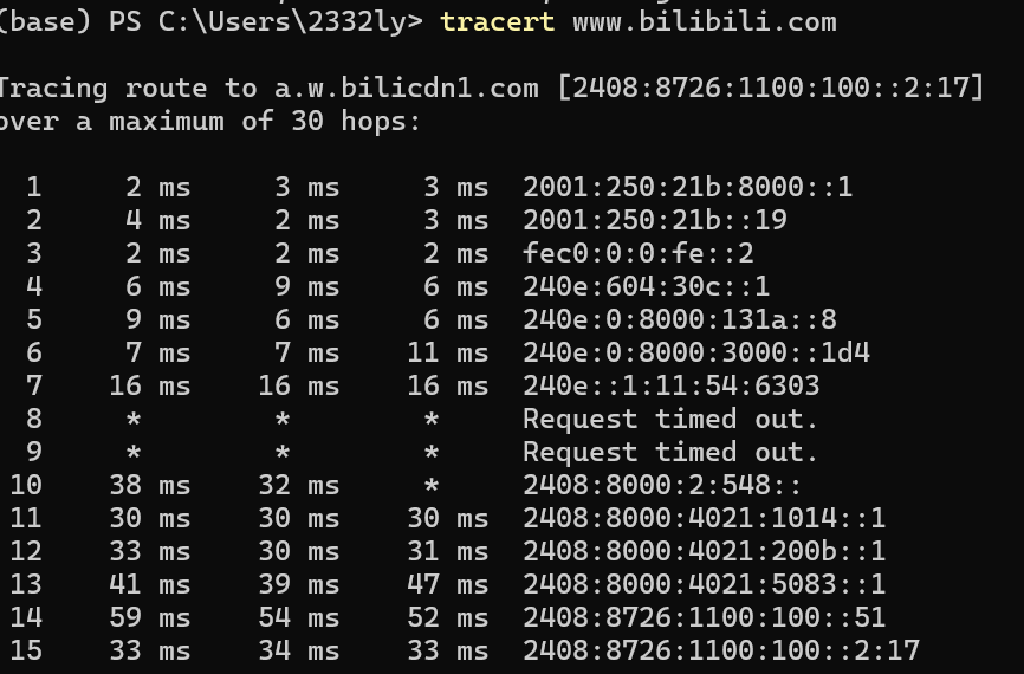 (base) PS C:\Users\2332ly> tracert www.bilibili.com
Tracing route to a.w.bilicdn1.com [2408:8726:1100:100::2:17]
over a maximum of 30 hops:
1 2 ms 3 ms 3 ms 2001:250:21b:8000::1
2 4 ms 2 ms 3 ms 2001:250:21b::19
3 2 ms 2 ms 2 ms fec0:0:0:fe::2
4 6 ms 9 ms 6 ms 240e:604:30c::1
5 9 ms 6 ms 6 ms 240e:0:8000:131a::8
6 7 ms 7 ms 11 ms 240e:0:8000:3000::1d4
7 16 ms 16 ms 16 ms 240e::1:11:54:6303
8 * * * Request timed out.
9 * * * Request timed out.
10 38 ms 32 ms * 2408:8000:2:548::
11 30 ms 30 ms 30 ms 2408:8000:4021:1014::1
12 33 ms 30 ms 31 ms 2408:8000:4021:200b::1
13 41 ms 39 ms 47 ms 2408:8000:4021:5083::1
14 59 ms 54 ms 52 ms 2408:8726:1100:100::51
15 33 ms 34 ms 33 ms 2408:8726:1100:100::2:17